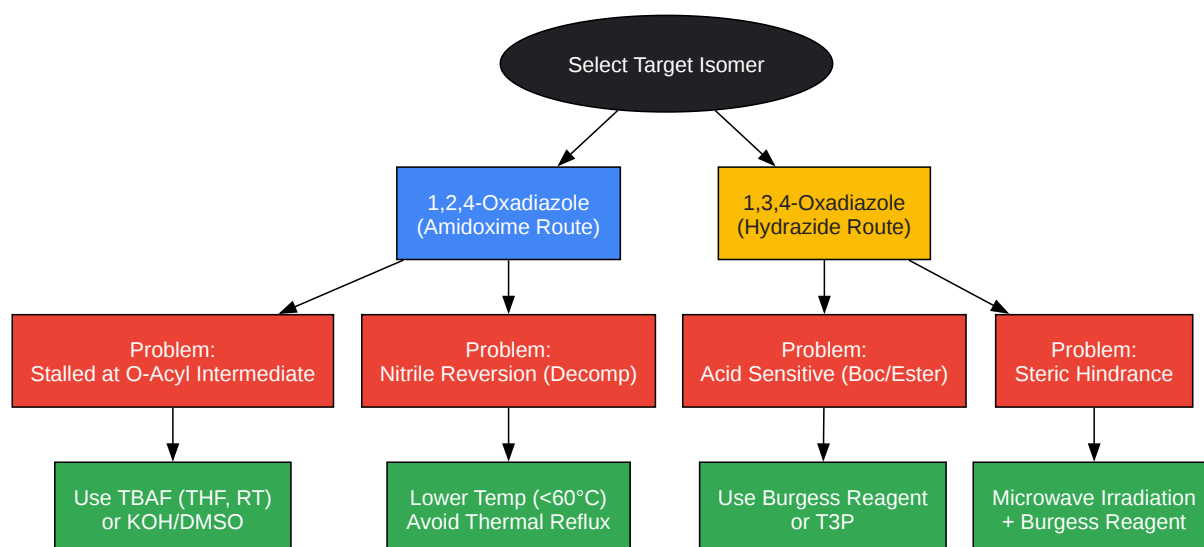 Select Target Isomer
1,2,4-Oxadiazole
(Amidoxime Route)
1,3,4-Oxadiazole
(Hydrazide Route)
Problem:
Stalled at O-Acyl Intermediate
Problem:
Nitrile Reversion (Decomp)
Problem:
Acid Sensitive (Boc/Ester)
Problem:
Steric Hindrance
Use TBAF (THF, RT)
or KOH/DMSO
Lower Temp (<60°C)
Avoid Thermal Reflux
Use Burgess Reagent
or T3P
Microwave Irradiation
+ Burgess Reagent